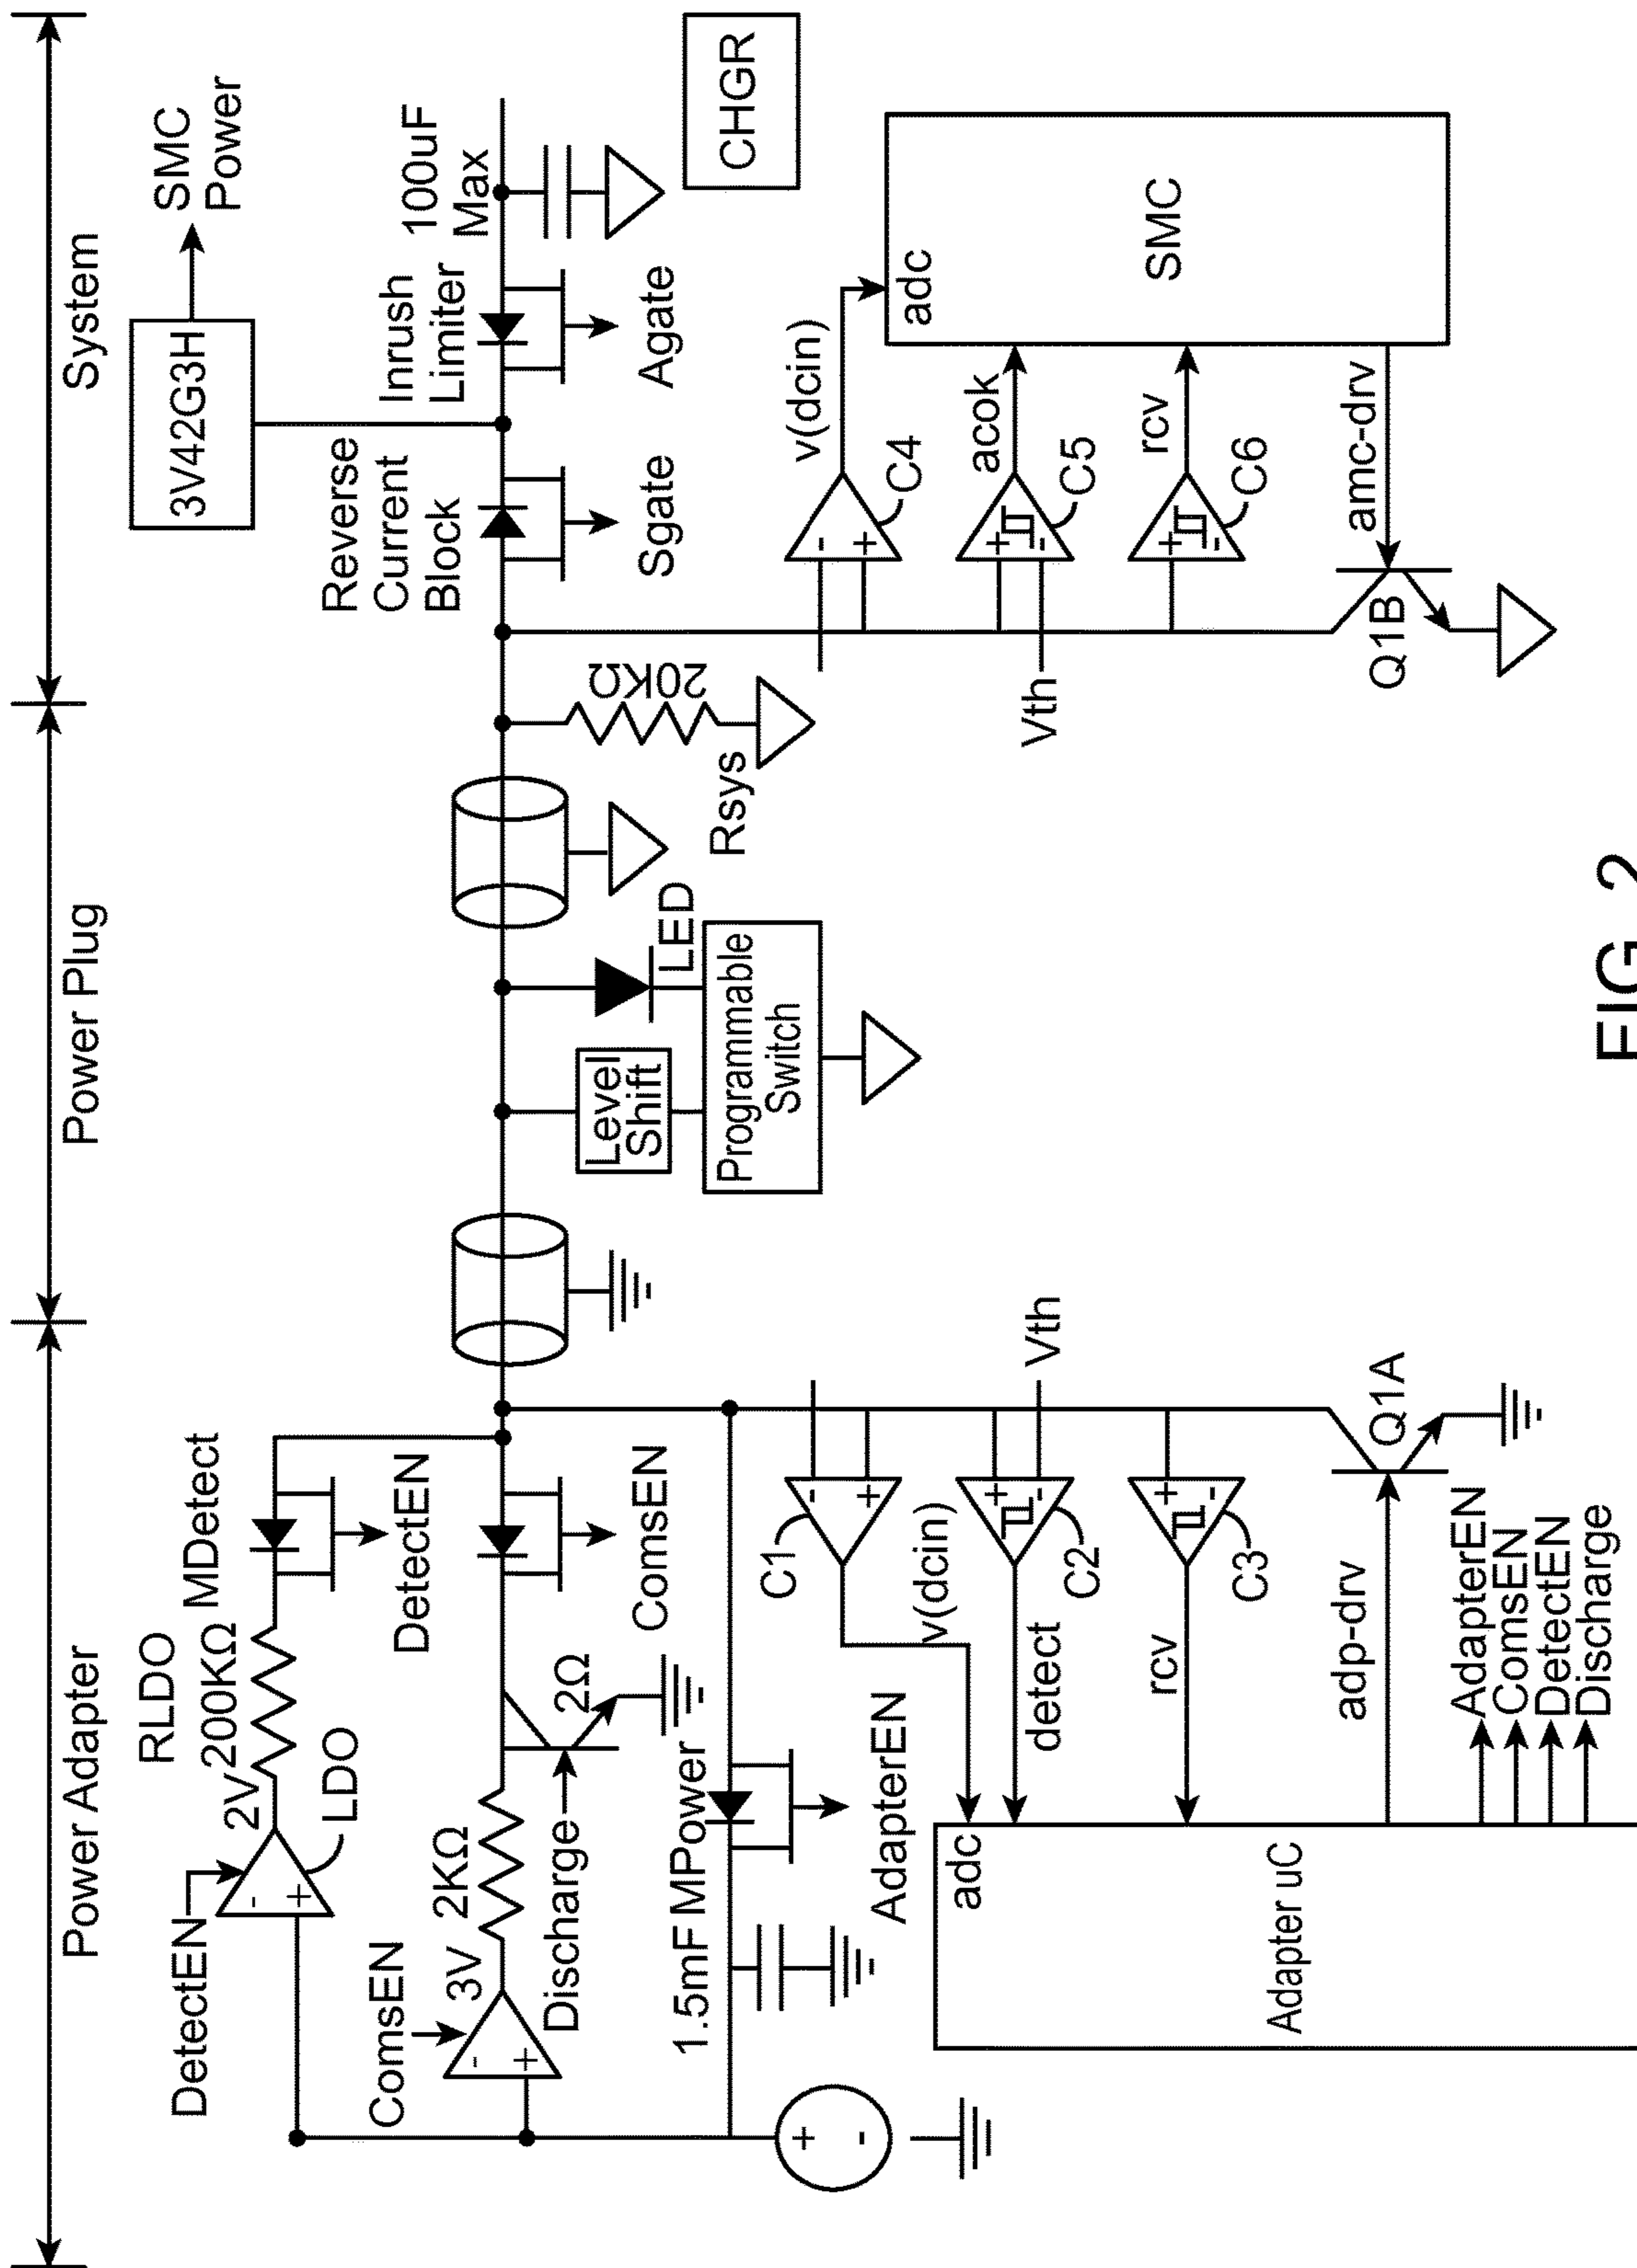 Power Adapter
Power Plug
System
DetectEN
LDO
2V
RLDO
200KΩ
MDetect
DetectEN
ComsEN
3V
2KΩ
Discharge
2Ω
ComsEN
1.5mF
MPower
AdapterEN
Adapter uC
adc
C1
v(dcin)
detect
C2
Vth
rcv
C3
adp-drv
Q1A
AdapterEN
ComsEN
DetectEN
Discharge
Level
Shift
LED
Programmable
Switch
Rsys
20KΩ
Reverse
Current
Block
Sgate
3V42G3H
SMC
Power
Inrush
Limiter
Agate
100uF
Max
CHGR
v(dcin)
C4
adc
acok
C5
Vth
rcv
C6
SMC
amc-drv
Q1B
FIG. 2